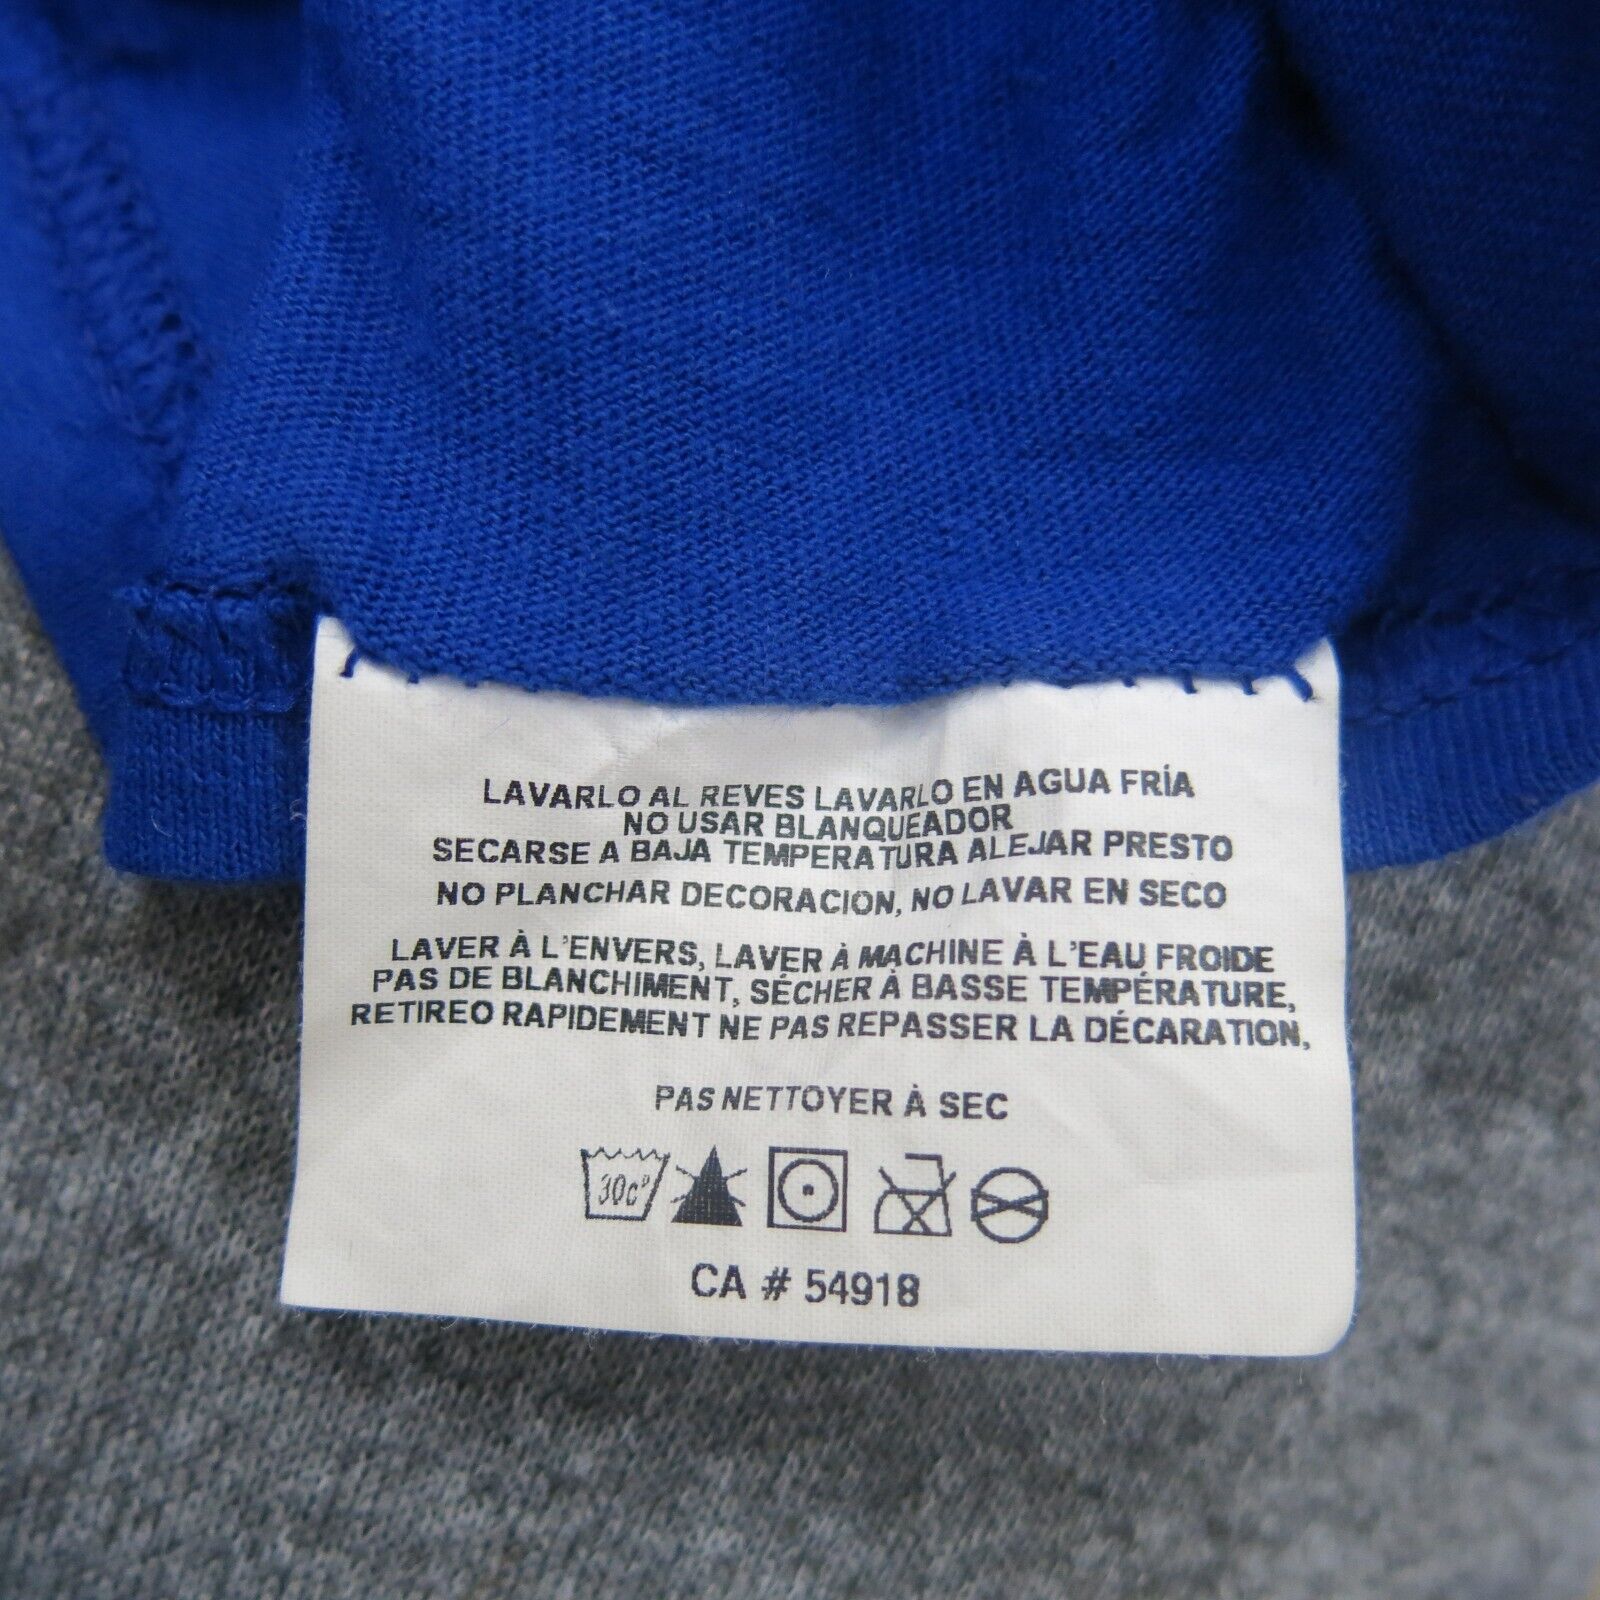 LAVARLO AL REVES LAVARLO EN AGUA FRÍA
NO USAR BLANQUEADOR
SECARSE A BAJA TEMPERATURA ALEJAR PRESTO
NO PLANCHAR DECORACION, NO LAVAR EN SECO
LAVER À L'ENVERS, LAVER À MACHINE À L'EAU FROIDE
PAS DE BLANCHIMENT, SÉCHER À BASSE TEMPÉRATURE,
RETIREO RAPIDEMENT NE PAS REPASSER LA DÉCARATION,
PAS NETTOYER À SEC
30c°
CA # 54918